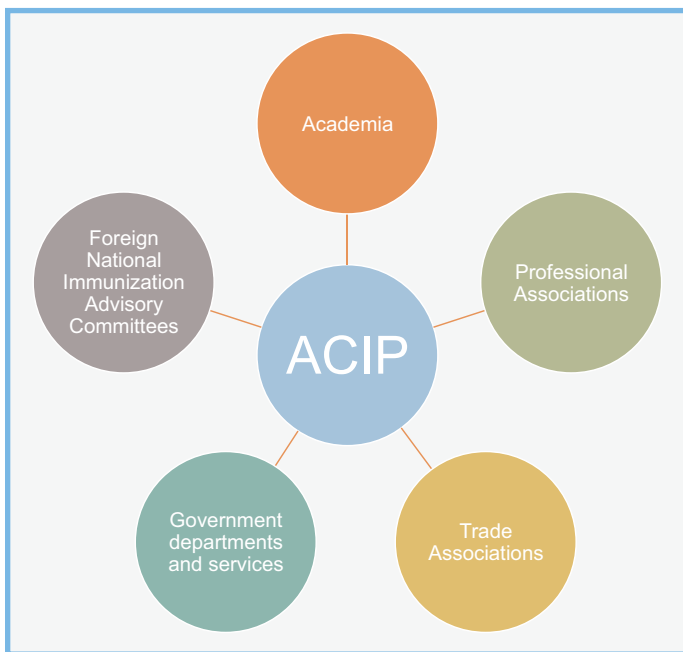 Academia
Foreign
National
Immunization
Advisory
Committees
Professional
Associations
ACIP
Government
departments
and services
Trade
Associations